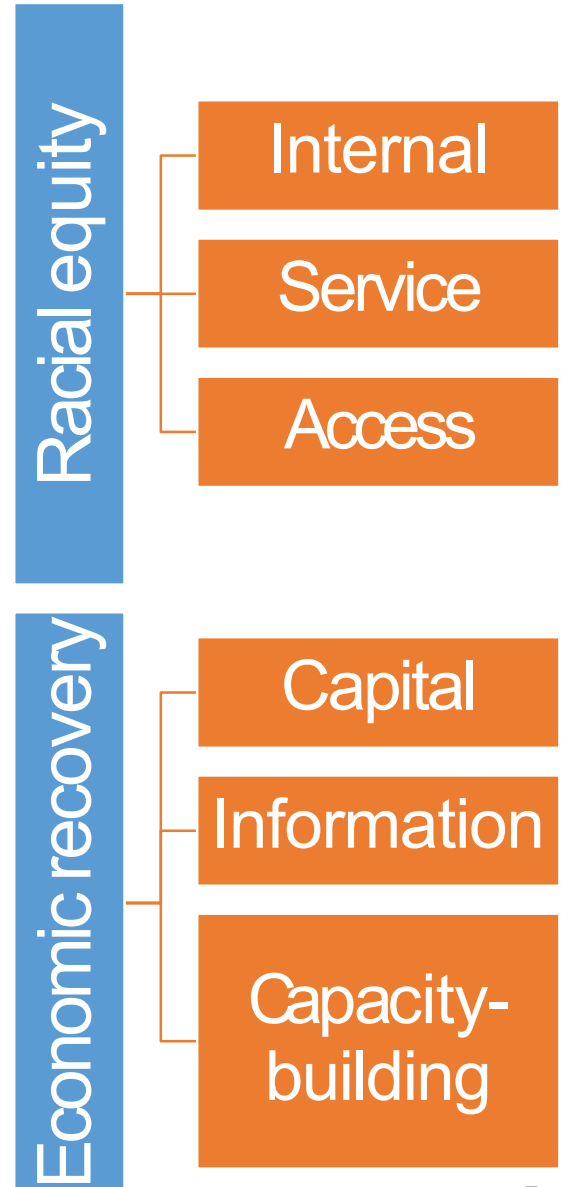 Racial equity
Internal
Service
Access
Economic recovery
Capital
Information
Capacity-
building